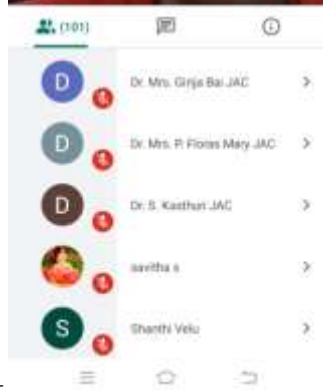 (101)
D
Dr. Mrs. Girija Bai JAC
D
Dr. Mrs. P. Floras Mary JAC
D
Dr. S. Kasthuri JAC
savitha s
S
Shanthi Velu